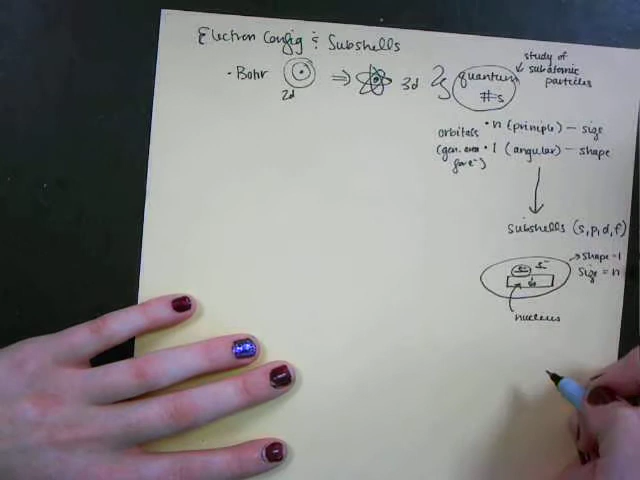 Electron Config & Subshells
• Bohr ⇒ 3d quantum #s
2d
study of
subatomic
particles
orbitals • n (principle) — size
(gen. area for e⁻) • l (angular) — shape
subshells (s,p,d,f)
shape = l
size = n
nucleus